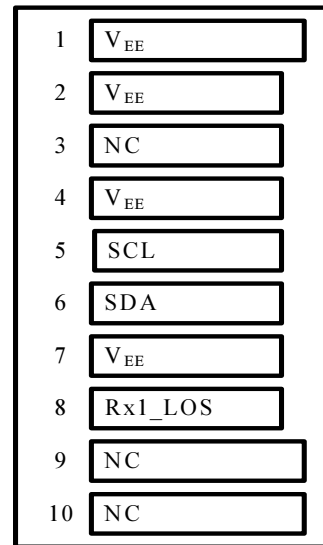 1 VEE
2 VEE
3 NC
4 VEE
5 SCL
6 SDA
7 VEE
8 Rx1_LOS
9 NC
10 NC